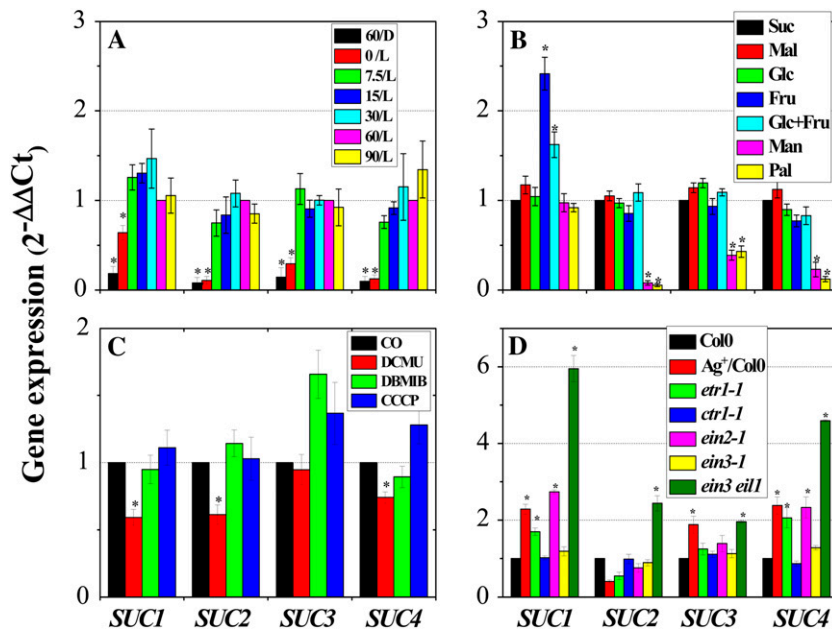 Gene expression (2-ΔΔCt)
A
3
2
1
0
60/D
0 /L
7.5/L
15/L
30/L
60/L
90/L
* * * * * * * *
B
3
2
1
0
Suc
Mal
Glc
Fru
Glc+Fru
Man
Pal
* * * * * * * *
C
2
1
0
CO
DCMU
DBMIB
CCCP
* * *
SUC1 SUC2 SUC3 SUC4
D
6
4
2
0
Col0
Ag+/Col0
etr1-1
ctr1-1
ein2-1
ein3-1
ein3 eil1
* * * * * * * * * * *
SUC1 SUC2 SUC3 SUC4